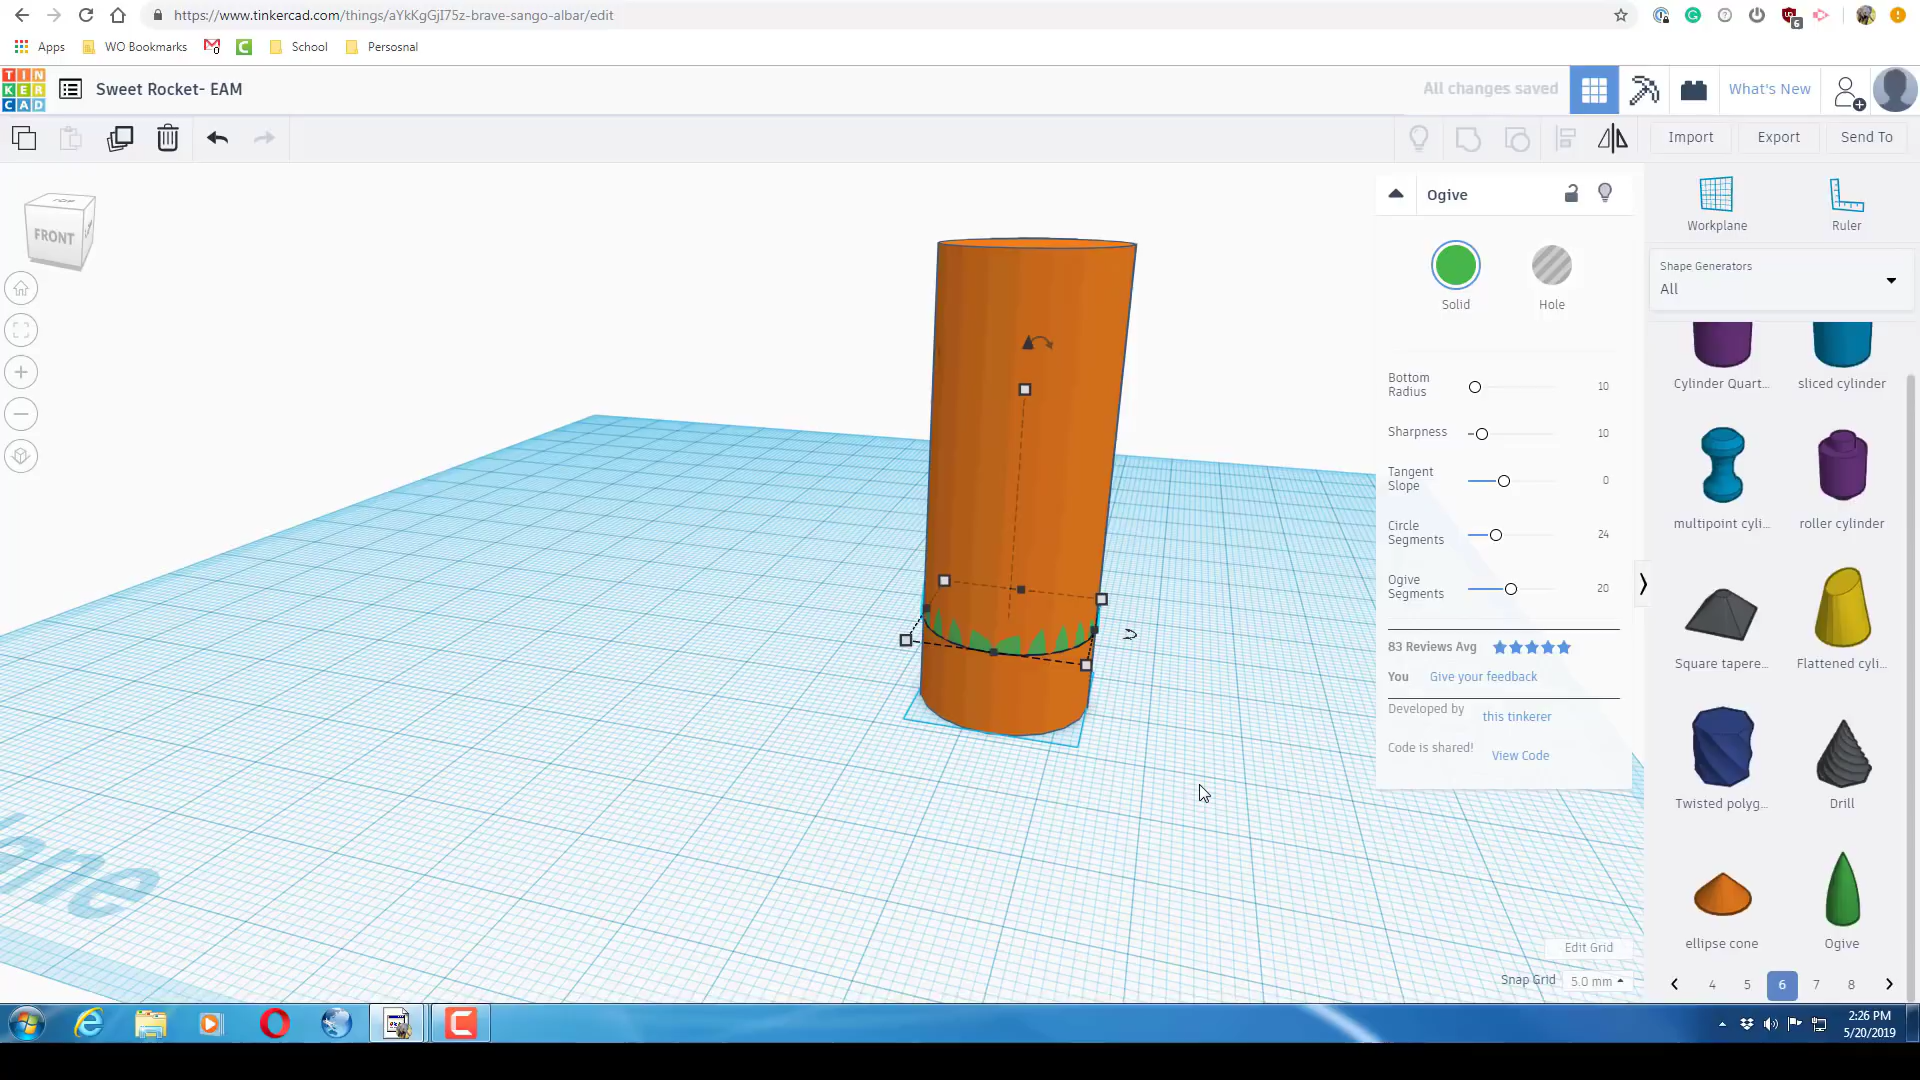 https://www.tinkercad.com/things/aYkKgGjI75z-brave-sango-albar/edit
6
Apps
WO Bookmarks
0
School
Persosnal
TIN
KER
CAD
Sweet Rocket- EAM
All changes saved
What's New
Import
Export
Send To
TOP
FRONT
Ogive
Solid
Hole
Bottom
Radius
10
Sharpness
10
Tangent
Slope
0
Circle
Segments
24
Ogive
Segments
20
83 Reviews Avg
You
Give your feedback
Developed by
this tinkerer
Code is shared!
View Code
Edit Grid
Snap Grid
5.0 mm
Workplane
Ruler
Shape Generators
All
Cylinder Quart...
sliced cylinder
multipoint cyli...
roller cylinder
Square tapere...
Flattened cyli...
Twisted polyg...
Drill
ellipse cone
Ogive
4
5
6
7
8
2:26 PM
5/20/2019